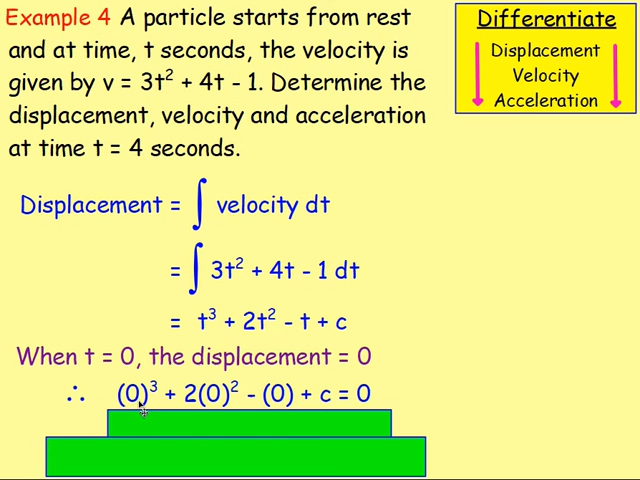 Example 4 A particle starts from rest
and at time, t seconds, the velocity is
given by v = 3t² + 4t - 1. Determine the
displacement, velocity and acceleration
at time t = 4 seconds.
Differentiate
Displacement
Velocity
Acceleration
Displacement = ∫ velocity dt
= ∫ 3t² + 4t - 1 dt
= t³ + 2t² - t + c
When t = 0, the displacement = 0
∴ (0)³ + 2(0)² - (0) + c = 0